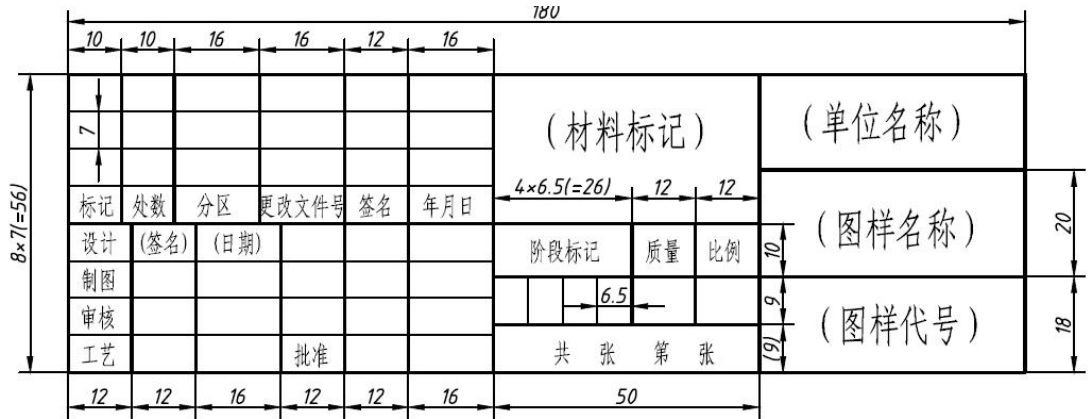 180
10 10 16 16 12 16
(材料标记) (单位名称)
7
8×7(=56)
4×6.5(=26) 12 12
标记 处数 分区 更改文件号 签名 年月日
(图样名称) 20
设计 (签名) (日期) 阶段标记 质量 比例 10
制图
6.5 9
审核
(图样代号) 18
工艺 批准 共 张 第 张 (9)
12 12 16 12 12 16 50